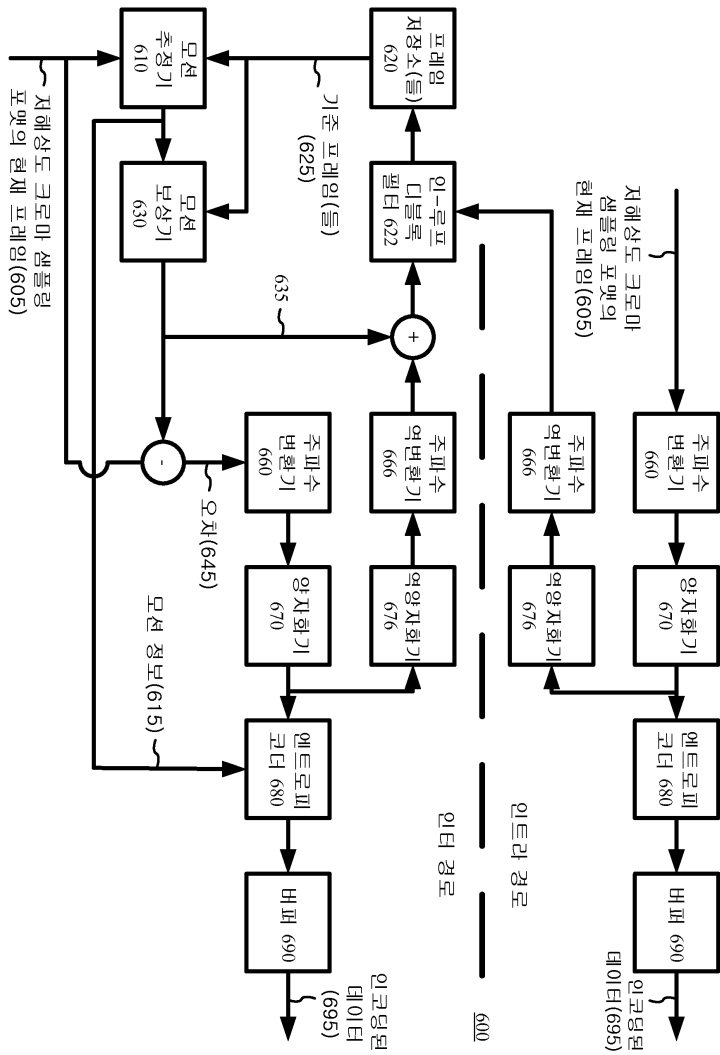 저해상도 크로마
샘플링 포맷의
현재 프레임(605)
주파수
변환기
660
양자화기
670
엔트로피
코더 680
버퍼 690
인코딩된
데이터(695)
주파수
역변환기
666
역양자화기
676
인트라 경로
600
인터 경로
프레임
저장소(들)
620
인-루프
디블록
필터 622
+
주파수
역변환기
666
역양자화기
676
기준 프레임(들)
(625)
635
주파수
변환기
660
양자화기
670
엔트로피
코더 680
버퍼 690
인코딩된
데이터
(695)
모션
추정기
610
모션
보상기
630
-
오차(645)
모션 정보(615)
저해상도 크로마 샘플링
포맷의 현재 프레임(605)